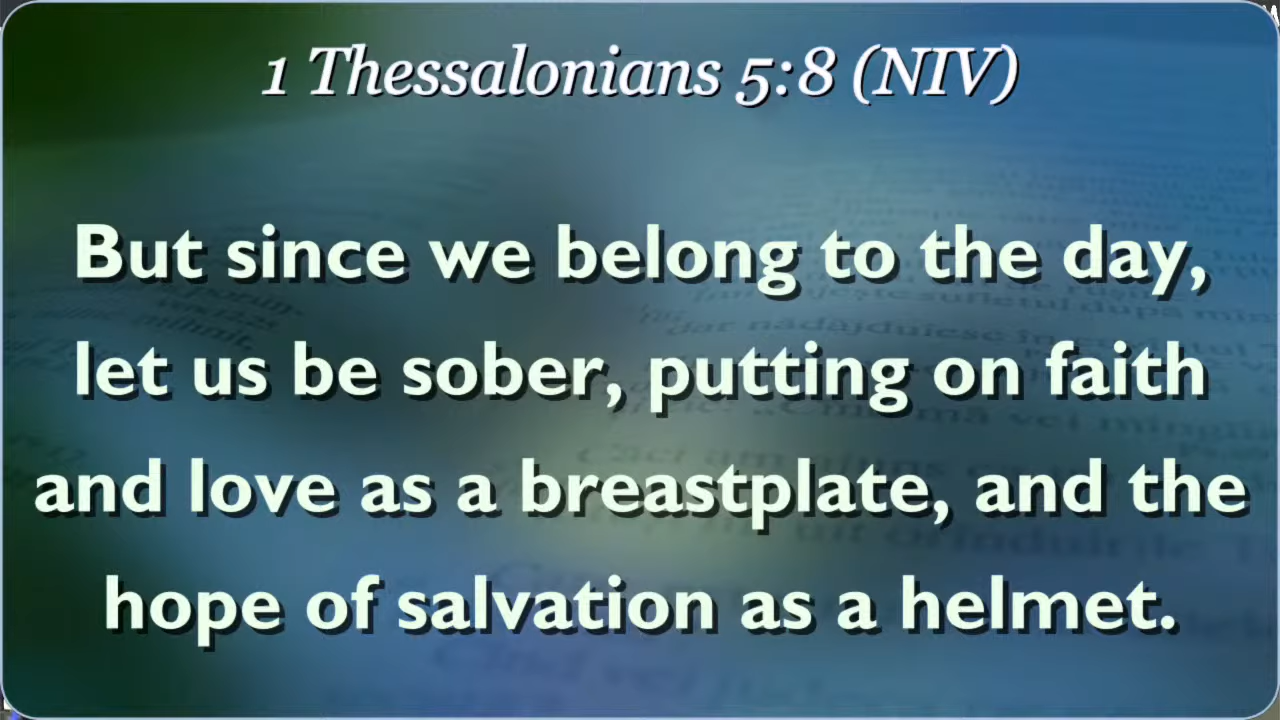 1 Thessalonians 5:8 (NIV)
But since we belong to the day,
let us be sober, putting on faith
and love as a breastplate, and the
hope of salvation as a helmet.